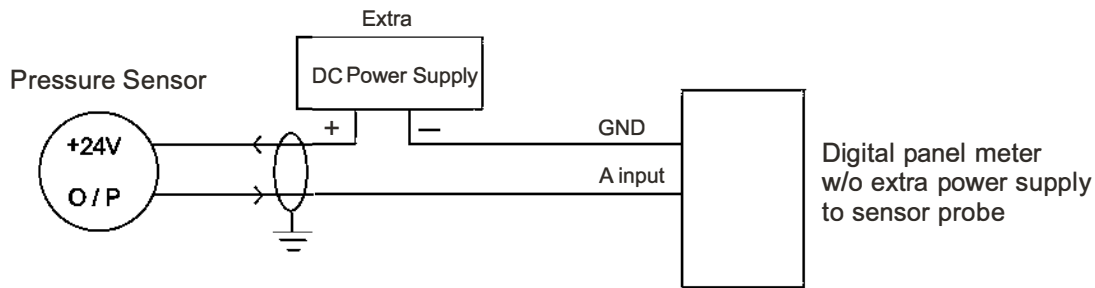 Extra
DC Power Supply
Pressure Sensor
+ —
+24V
GND
O / P
A input
Digital panel meter
w/o extra power supply
to sensor probe